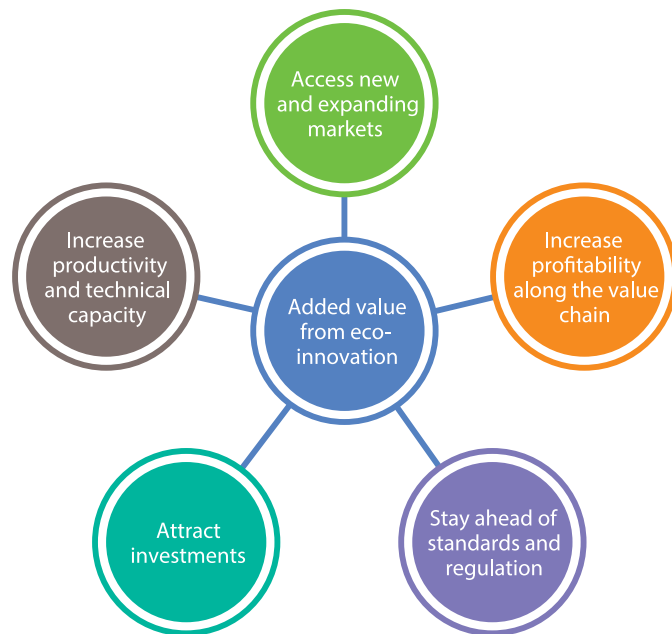 Access new
and expanding
markets
Increase
productivity
and technical
capacity
Increase
profitability
along the value
chain
Added value
from eco-
innovation
Attract
investments
Stay ahead of
standards and
regulation